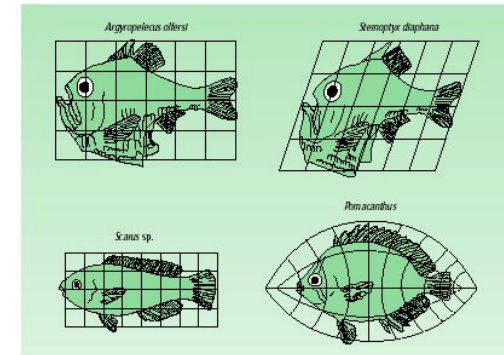 Argyropelecus olfersi
Sternoptyx diaphana
Scarus sp.
Pomacanthus